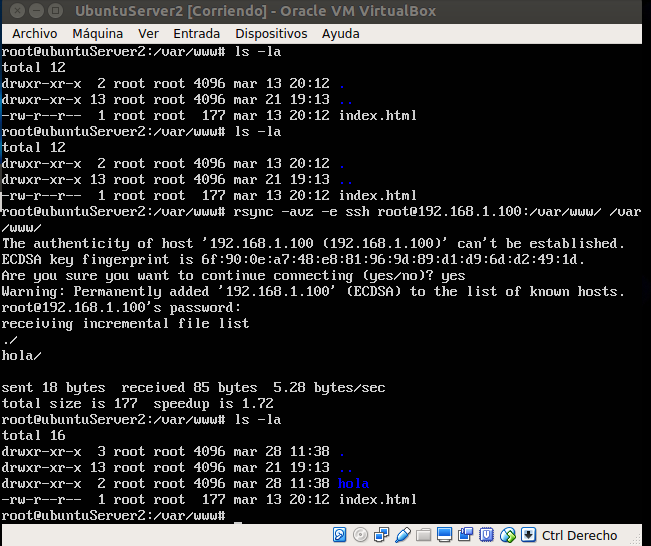 UbuntuServer2 [Corriendo] - Oracle VM VirtualBox
Archivo Máquina Ver Entrada Dispositivos Ayuda
root@ubuntuServer2:/var/www# ls -la
total 12
drwxr-xr-x  2 root root 4096 mar 13 20:12 .
drwxr-xr-x 13 root root 4096 mar 21 19:13 ..
-rw-r--r--  1 root root  177 mar 13 20:12 index.html
root@ubuntuServer2:/var/www# ls -la
total 12
drwxr-xr-x  2 root root 4096 mar 13 20:12 .
drwxr-xr-x 13 root root 4096 mar 21 19:13 ..
-rw-r--r--  1 root root  177 mar 13 20:12 index.html
root@ubuntuServer2:/var/www# rsync -avz -e ssh root@192.168.1.100:/var/www/ /var
/www/
The authenticity of host '192.168.1.100 (192.168.1.100)' can't be established.
ECDSA key fingerprint is 6f:90:0e:a7:48:e8:81:96:9d:89:d1:d9:6d:d2:49:1d.
Are you sure you want to continue connecting (yes/no)? yes
Warning: Permanently added '192.168.1.100' (ECDSA) to the list of known hosts.
root@192.168.1.100's password:
receiving incremental file list
./
hola/
sent 18 bytes  received 85 bytes  5.28 bytes/sec
total size is 177  speedup is 1.72
root@ubuntuServer2:/var/www# ls -la
total 16
drwxr-xr-x  3 root root 4096 mar 28 11:38 .
drwxr-xr-x 13 root root 4096 mar 21 19:13 ..
drwxr-xr-x  2 root root 4096 mar 28 11:38 hola
-rw-r--r--  1 root root  177 mar 13 20:12 index.html
root@ubuntuServer2:/var/www#
Ctrl Derecho